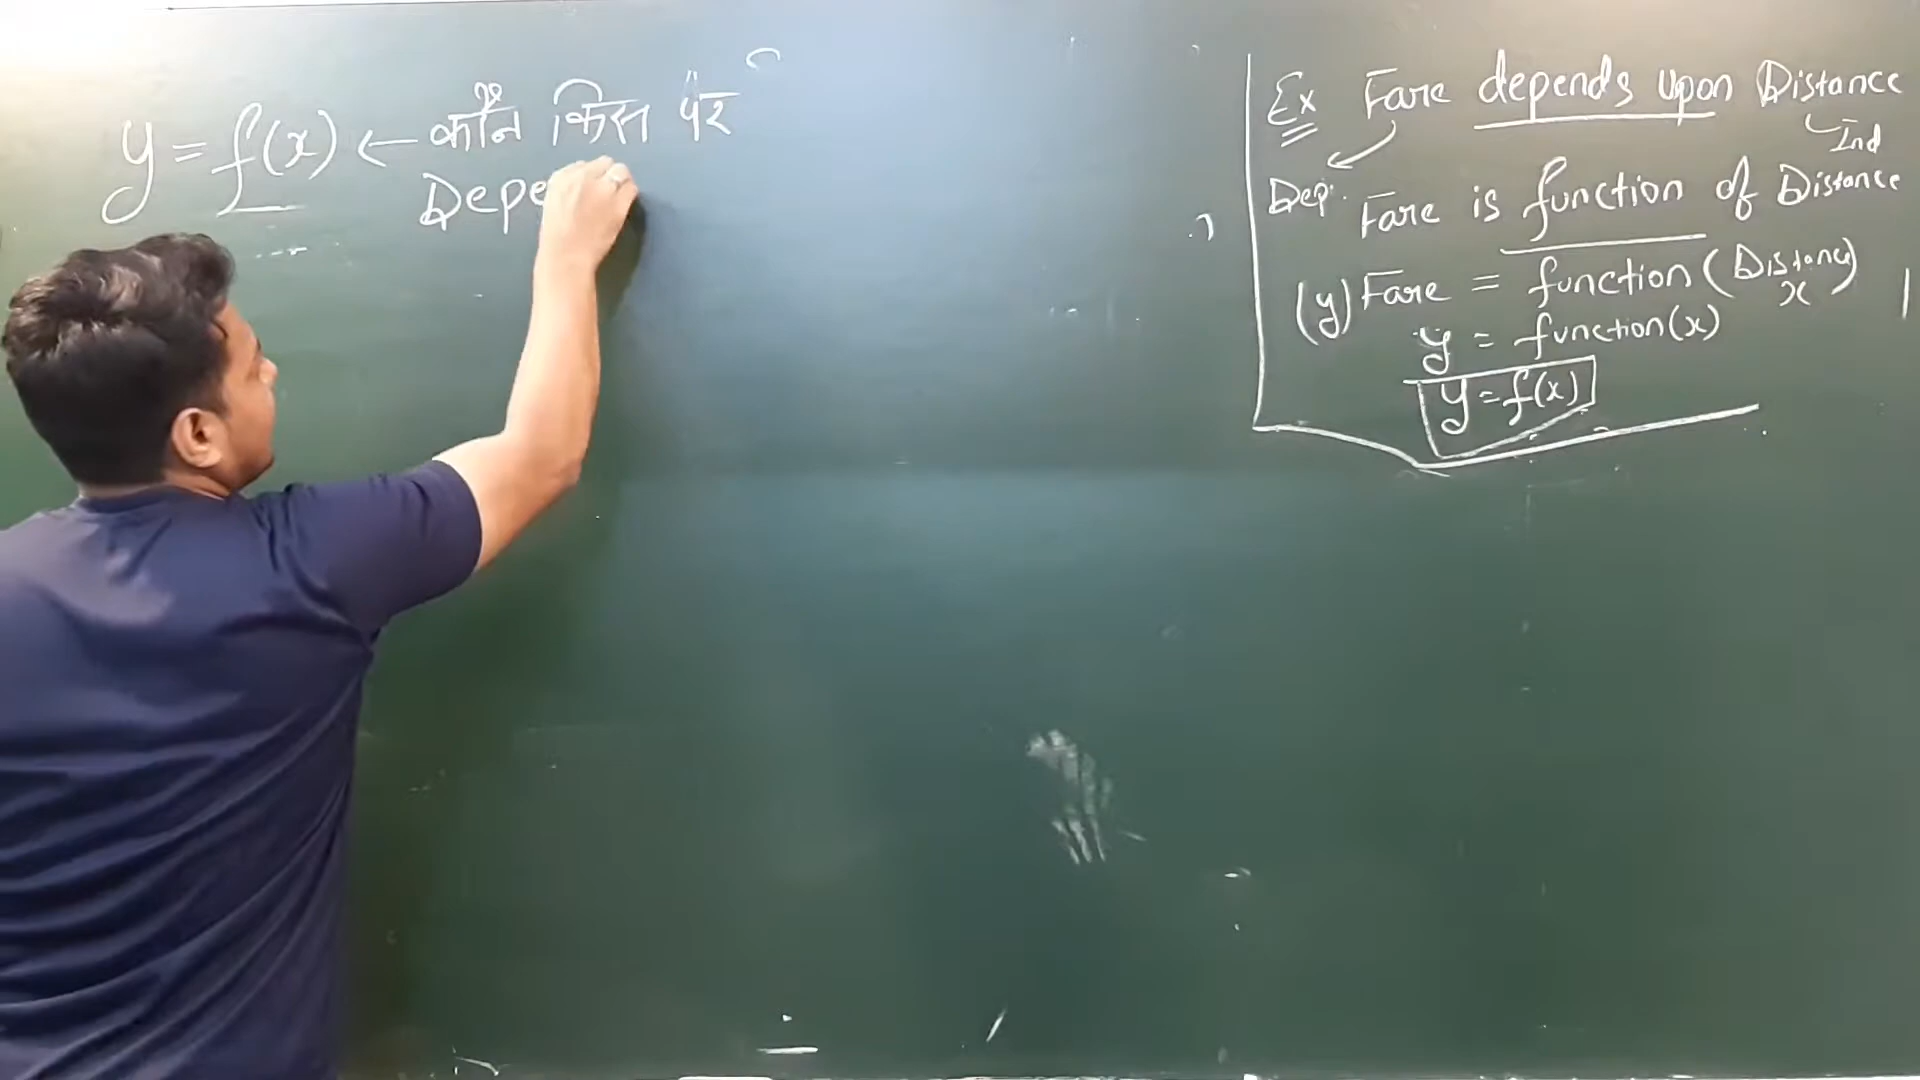 y = f(x) ← कौन किस पर
Depe
Ex Fare depends upon Distance
Ind
Dep. Fare is function of Distance
(y) Fare = function (Distance)
x
y = function(x)
y = f(x)